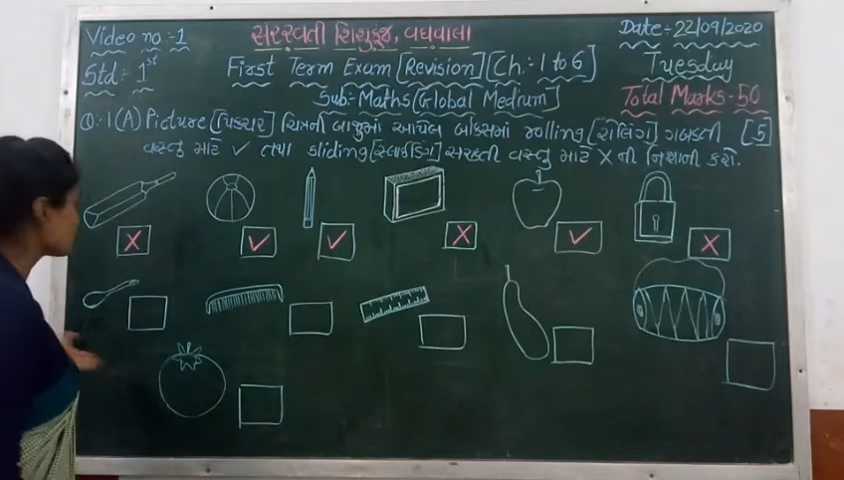 Video no :- 1
સરસ્વતી શિશુકુંજ, વઘવાલા
Date:- 22/09/2020
Std:- 1st
First Term Exam [Revision] [Ch.: 1 to 6]
Tuesday
Sub:- Maths [Global Medium]
Total Marks:- 50
Q:1 (A) Picture [પિક્ચર] ચિત્રની બાજુમાં આપેલ બોક્સમાં rolling [રોલિંગ] ગબડતી [5]
વસ્તુ માટે ✓ તથા sliding [સ્લાઇડિંગ] સરકતી વસ્તુ માટે X ની નિશાની કરો.